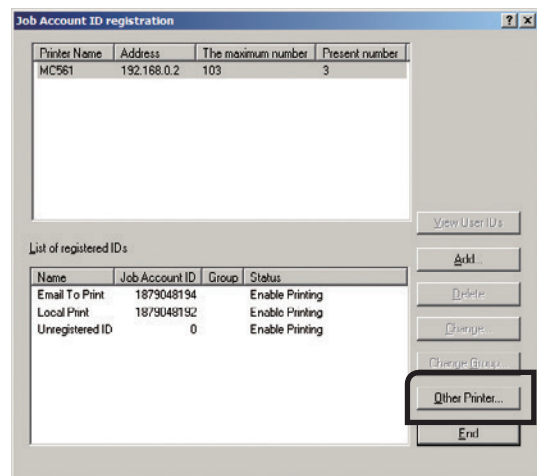 Job Account ID registration
Printer Name Address The maximum number Present number
MC561 192.168.0.2 103 3
View User IDs
List of registered IDs
Add...
Name Job Account ID Group Status
Email To Print 1879048194 Enable Printing
Delete
Local Print 1879048192 Enable Printing
Unregistered ID 0 Enable Printing
Change...
Change Group...
Other Printer...
End